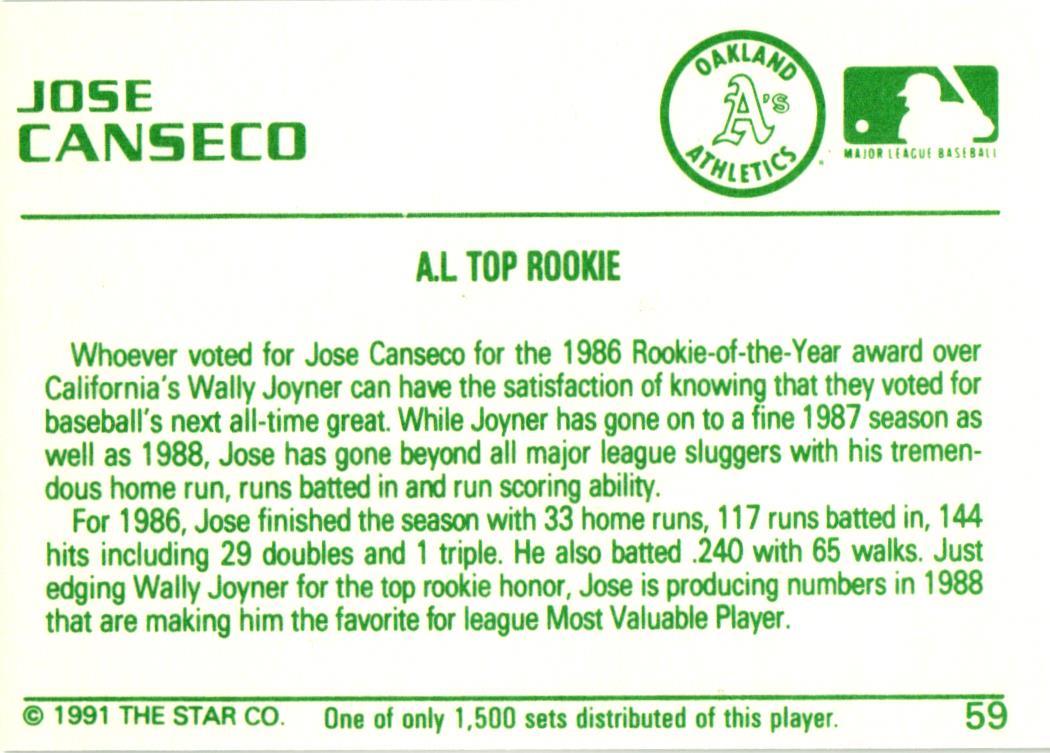 JOSE
CANSECO
OAKLAND
A's
ATHLETICS
MAJOR LEAGUE BASEBALL
A.L TOP ROOKIE
Whoever voted for Jose Canseco for the 1986 Rookie-of-the-Year award over
California's Wally Joyner can have the satisfaction of knowing that they voted for
baseball's next all-time great. While Joyner has gone on to a fine 1987 season as
well as 1988, Jose has gone beyond all major league sluggers with his tremen-
dous home run, runs batted in and run scoring ability.
For 1986, Jose finished the season with 33 home runs, 117 runs batted in, 144
hits including 29 doubles and 1 triple. He also batted .240 with 65 walks. Just
edging Wally Joyner for the top rookie honor, Jose is producing numbers in 1988
that are making him the favorite for league Most Valuable Player.
© 1991 THE STAR CO. One of only 1,500 sets distributed of this player. 59